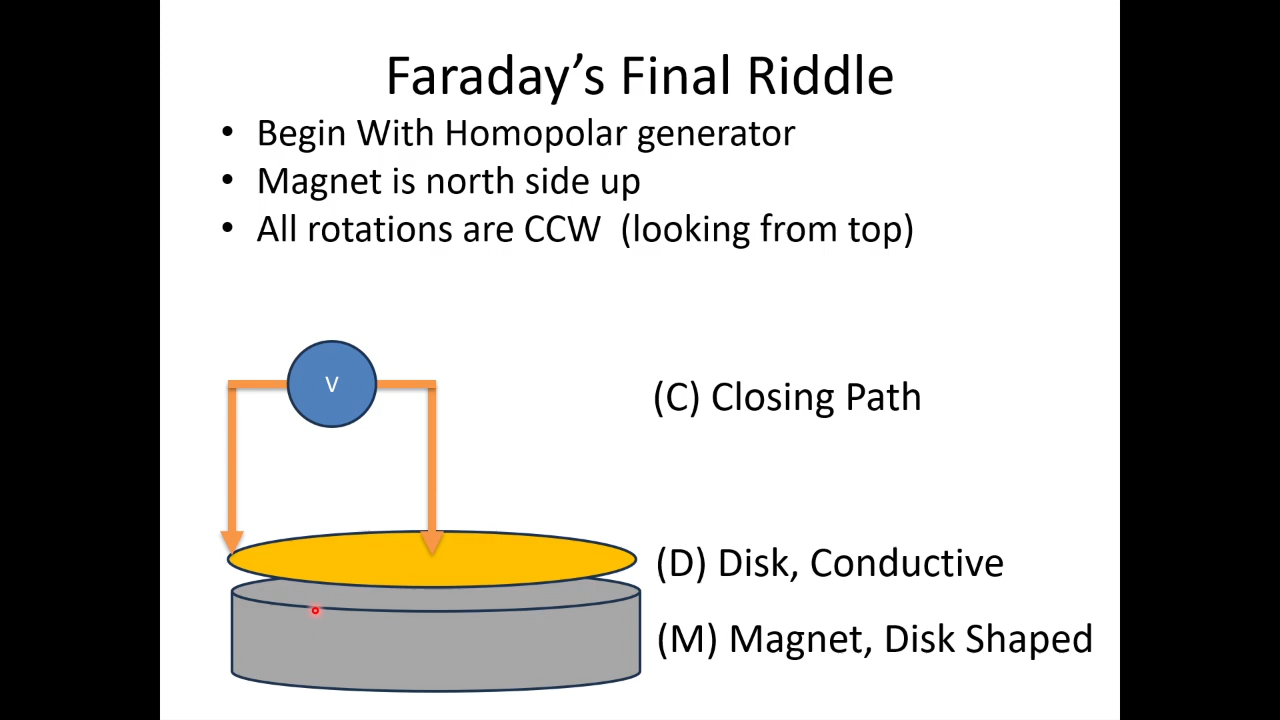 Faraday’s Final Riddle
• Begin With Homopolar generator
• Magnet is north side up
• All rotations are CCW  (looking from top)
V
(C) Closing Path
(D) Disk, Conductive
(M) Magnet, Disk Shaped